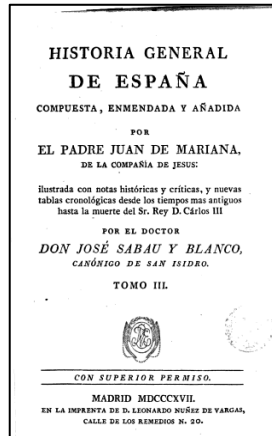 HISTORIA GENERAL
DE ESPAÑA
COMPUESTA, ENMENDADA Y AÑADIDA
POR
EL PADRE JUAN DE MARIANA,
DE LA COMPAÑÍA DE JESUS:
ilustrada con notas históricas y críticas, y nuevas
tablas cronológicas desde los tiempos mas antiguos
hasta la muerte del Sr. Rey D. Cárlos III
POR EL DOCTOR
DON JOSÉ SABAU Y BLANCO,
CANÓNIGO DE SAN ISIDRO.
TOMO III.
CON SUPERIOR PERMISO.
MADRID MDCCCXVII.
EN LA IMPRENTA DE D. LEONARDO NUÑEZ DE VARGAS,
CALLE DE LOS REMEDIOS N. 20.